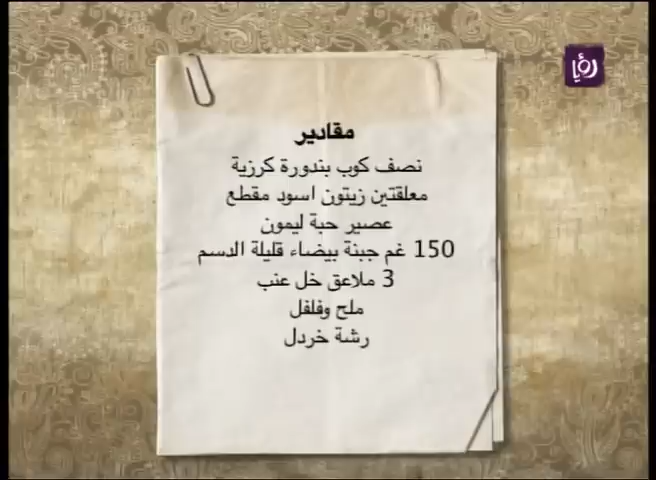 رؤيا
مقادير
نصف كوب بندورة كرزية
معلقتين زيتون اسود مقطع
عصير حبة ليمون
150 غم جبنة بيضاء قليلة الدسم
3 ملاعق خل عنب
ملح وفلفل
رشة خردل